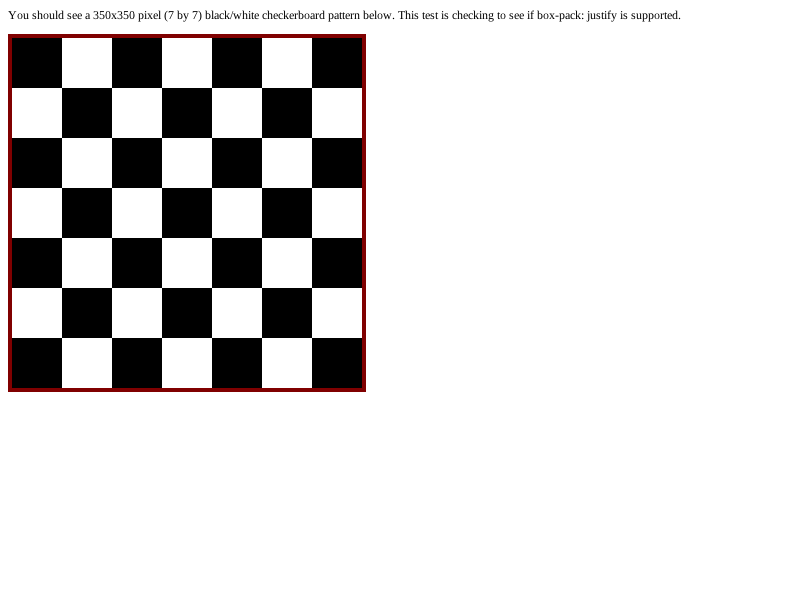 You should see a 350x350 pixel (7 by 7) black/white checkerboard pattern below. This test is checking to see if box-pack: justify is supported.